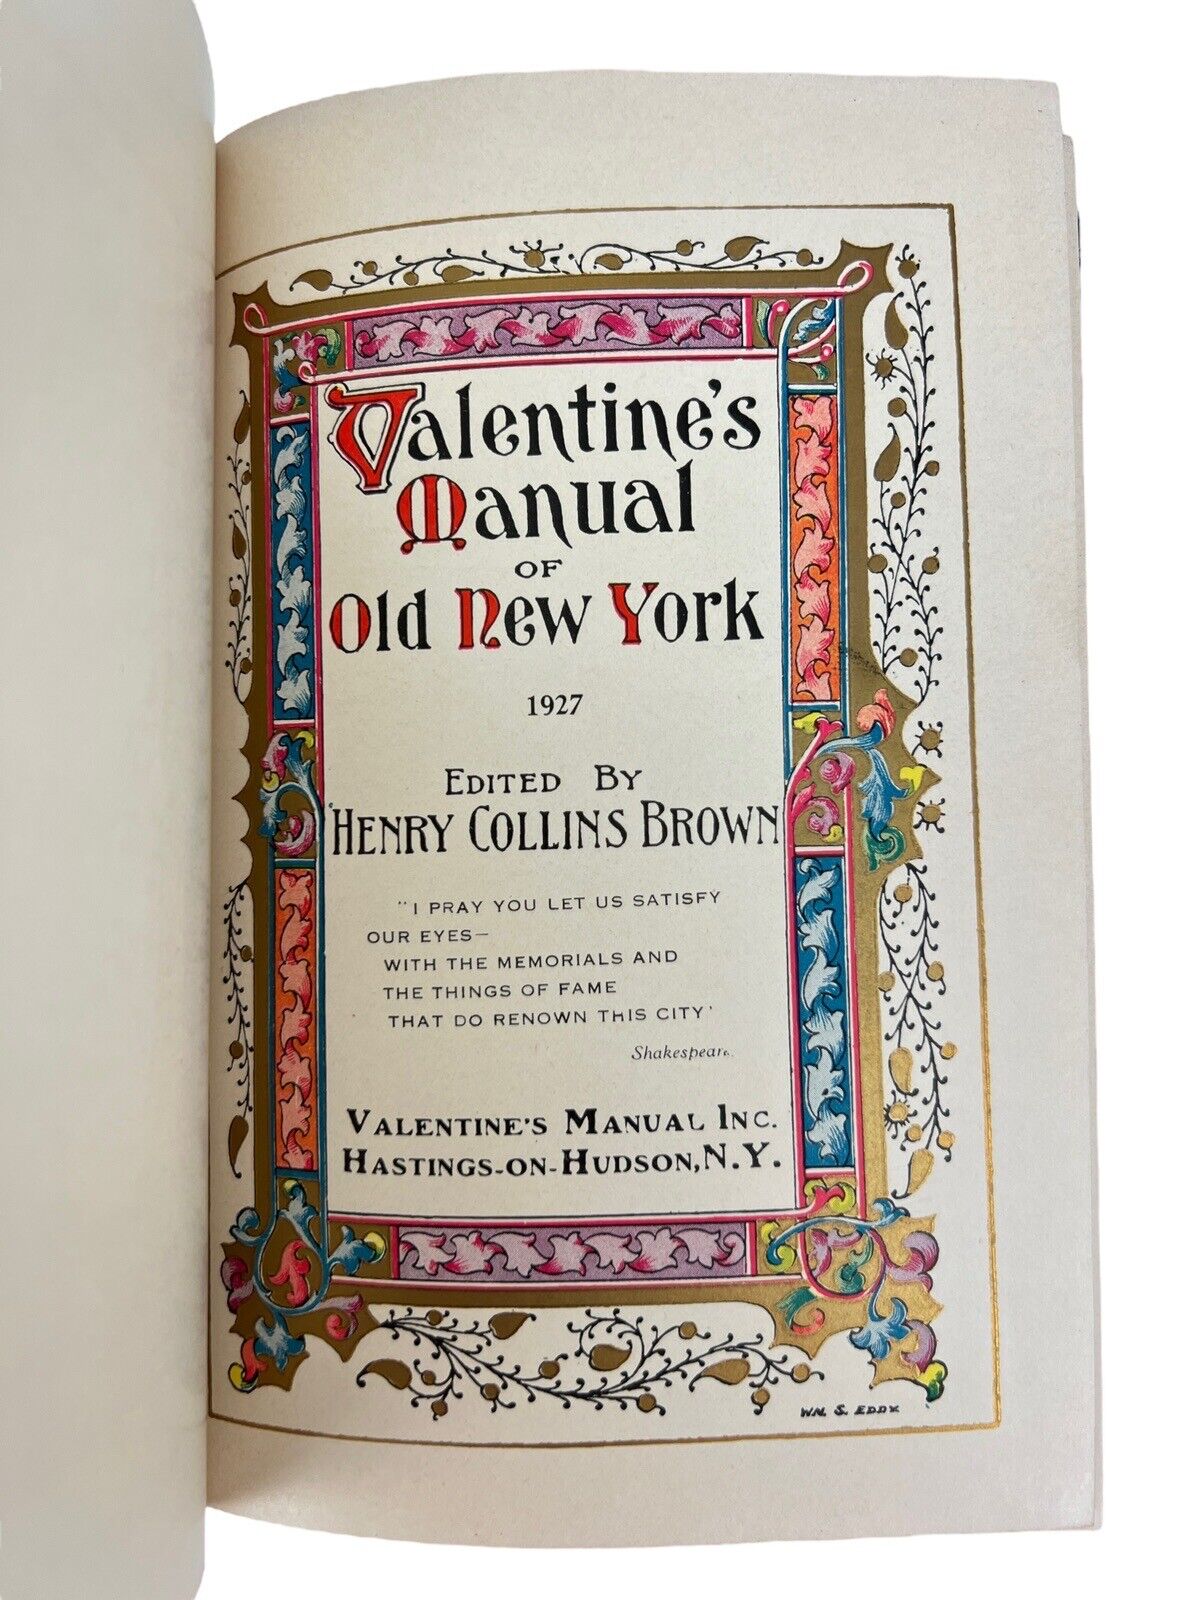 Valentine's
Manual
OF
Old New York
1927
EDITED BY
HENRY COLLINS BROWN
"I PRAY YOU LET US SATISFY
OUR EYES—
WITH THE MEMORIALS AND
THE THINGS OF FAME
THAT DO RENOWN THIS CITY'
Shakespeare
VALENTINE'S MANUAL INC.
HASTINGS-ON-HUDSON, N.Y.
WM. S. EDDY.